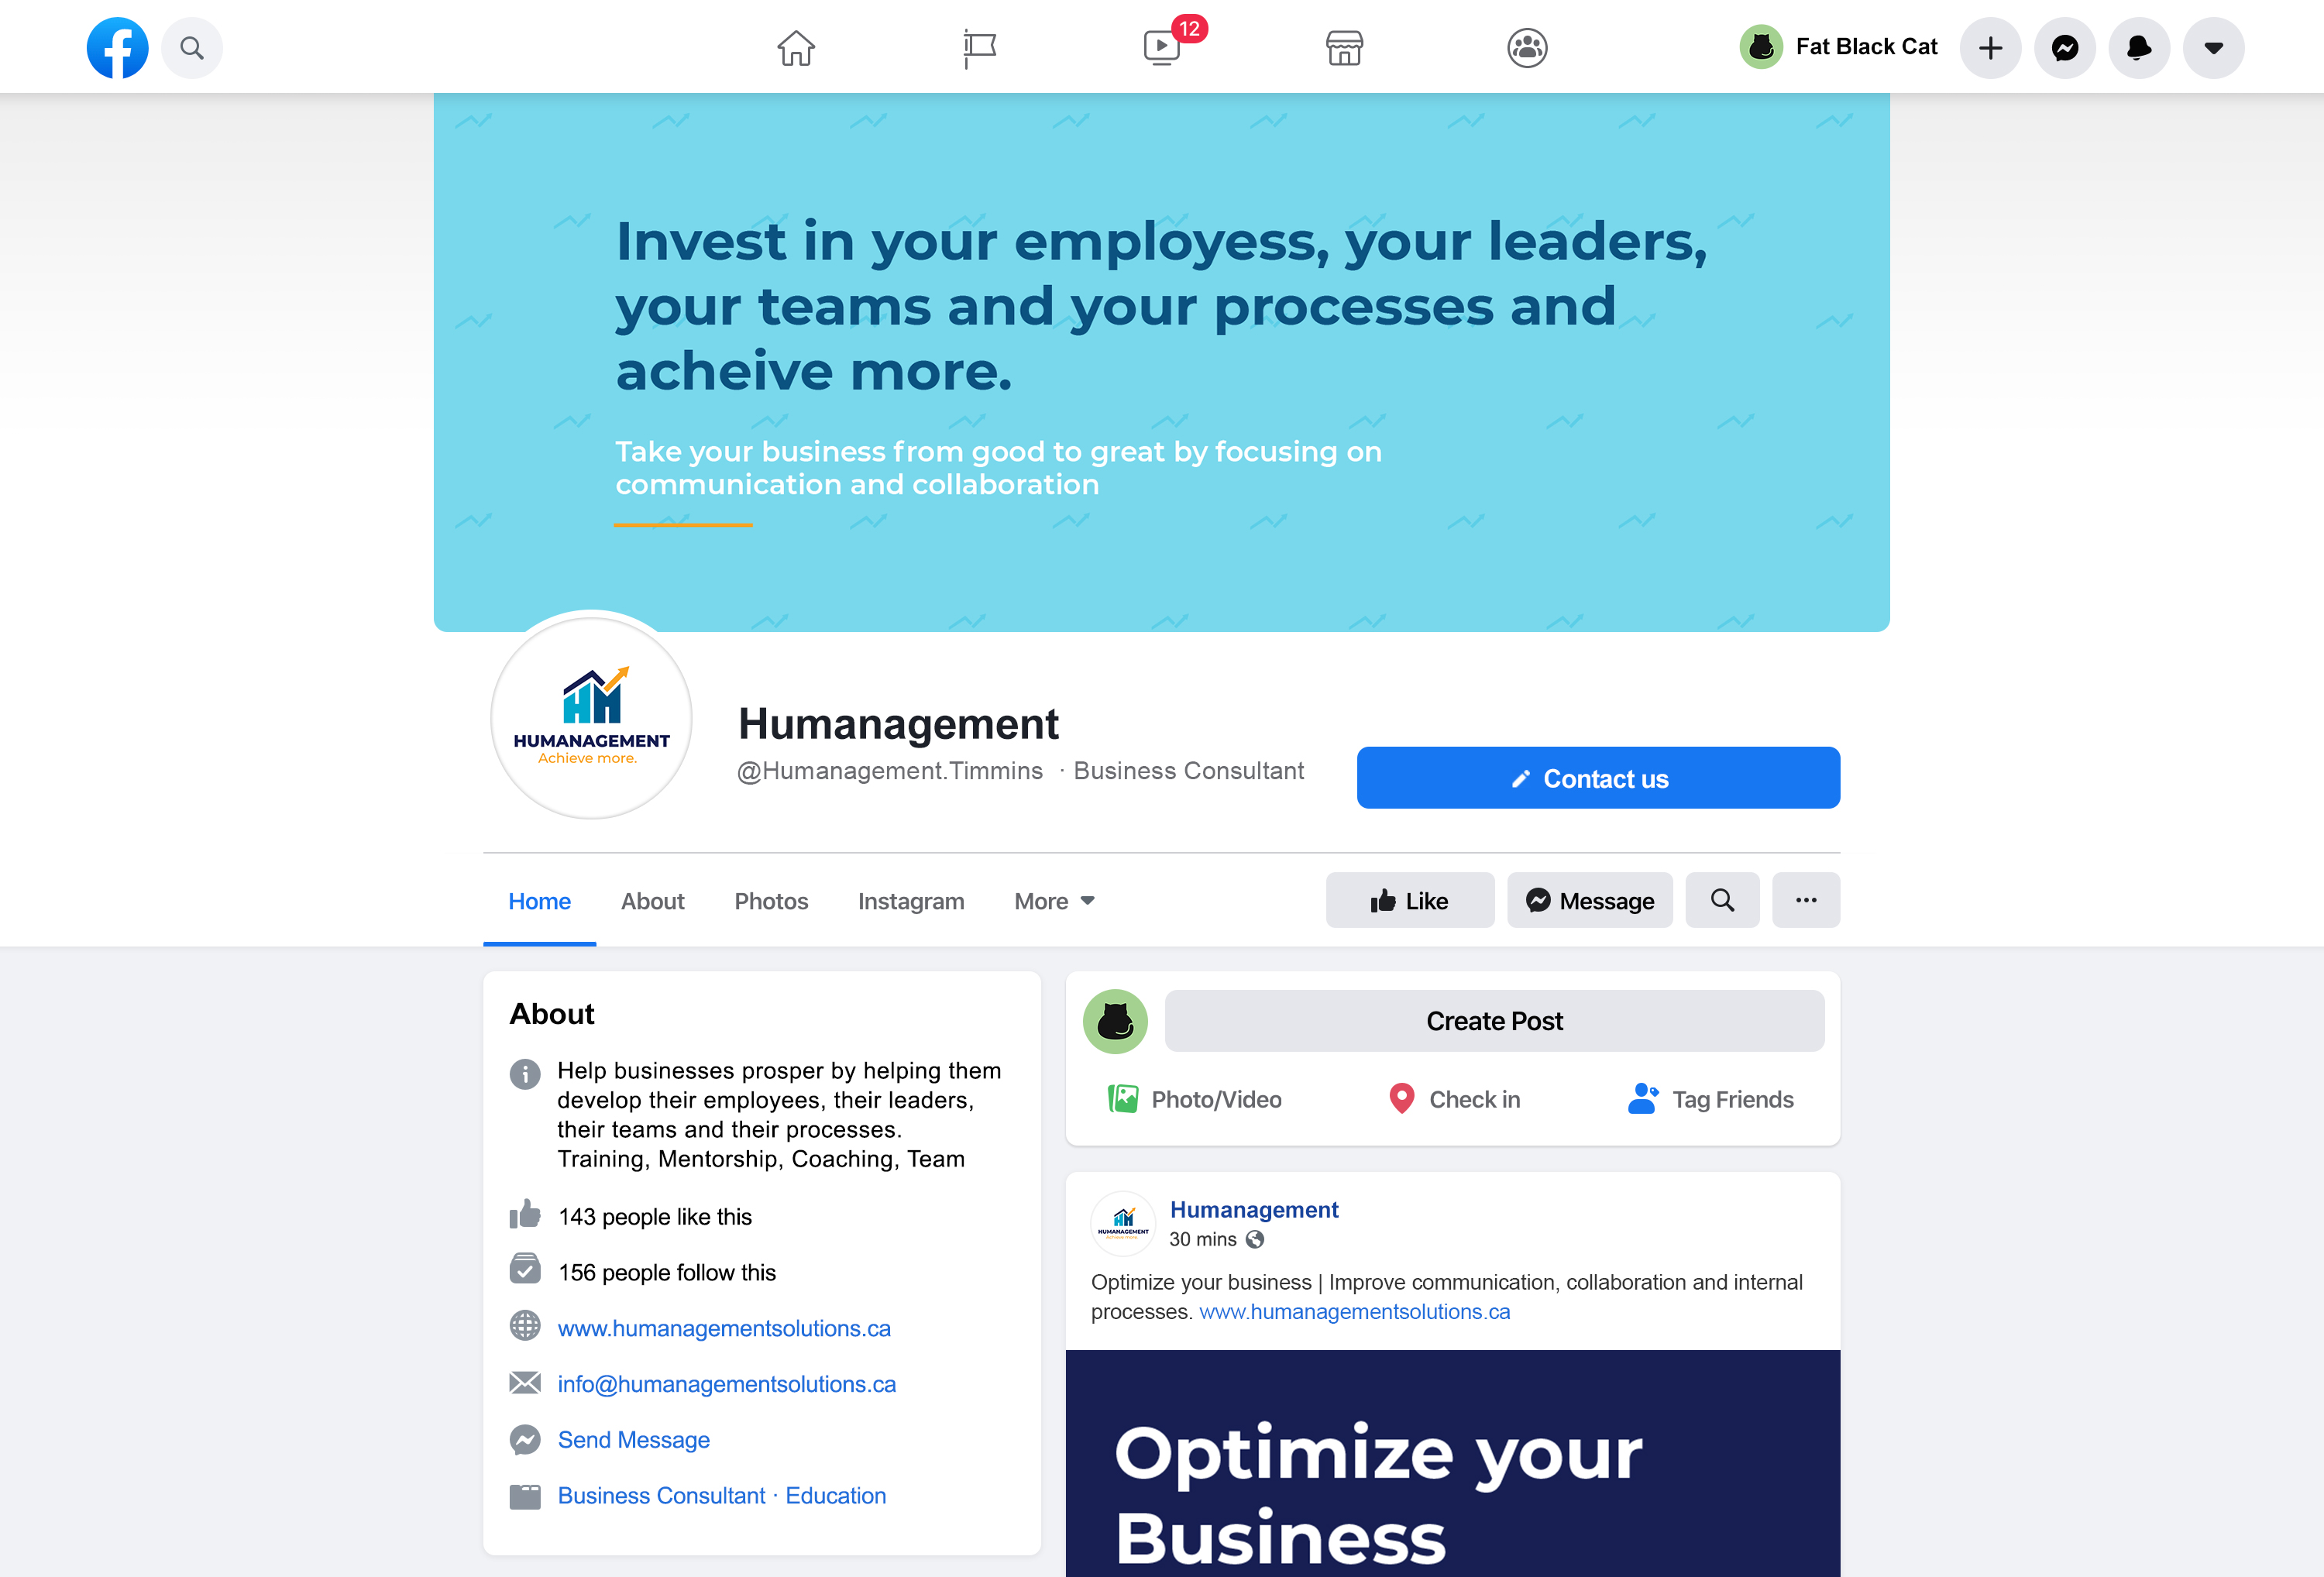 12
Fat Black Cat
Invest in your employess, your leaders,
your teams and your processes and
acheive more.
Take your business from good to great by focusing on
communication and collaboration
HM
HUMANAGEMENT
Achieve more.
Humanagement
@Humanagement.Timmins · Business Consultant
Contact us
Home
About
Photos
Instagram
More
Like
Message
About
Help businesses prosper by helping them
develop their employees, their leaders,
their teams and their processes.
Training, Mentorship, Coaching, Team
143 people like this
156 people follow this
www.humanagementsolutions.ca
info@humanagementsolutions.ca
Send Message
Business Consultant · Education
Create Post
Photo/Video
Check in
Tag Friends
HM
HUMANAGEMENT
Achieve more.
Humanagement
30 mins
Optimize your business | Improve communication, collaboration and internal
processes. www.humanagementsolutions.ca
Optimize your
Business